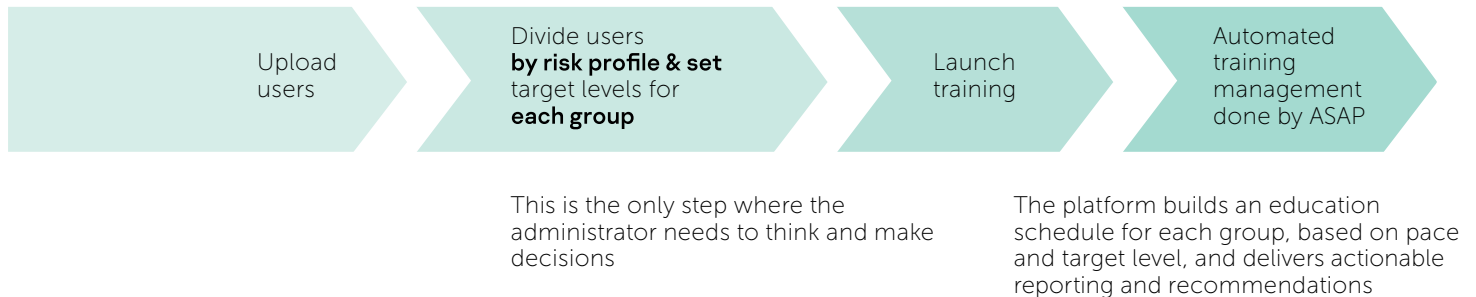 Upload
users
Divide users
by risk profile & set
target levels for
each group
Launch
training
Automated
training
management
done by ASAP
This is the only step where the
administrator needs to think and make
decisions
The platform builds an education
schedule for each group, based on pace
and target level, and delivers actionable
reporting and recommendations